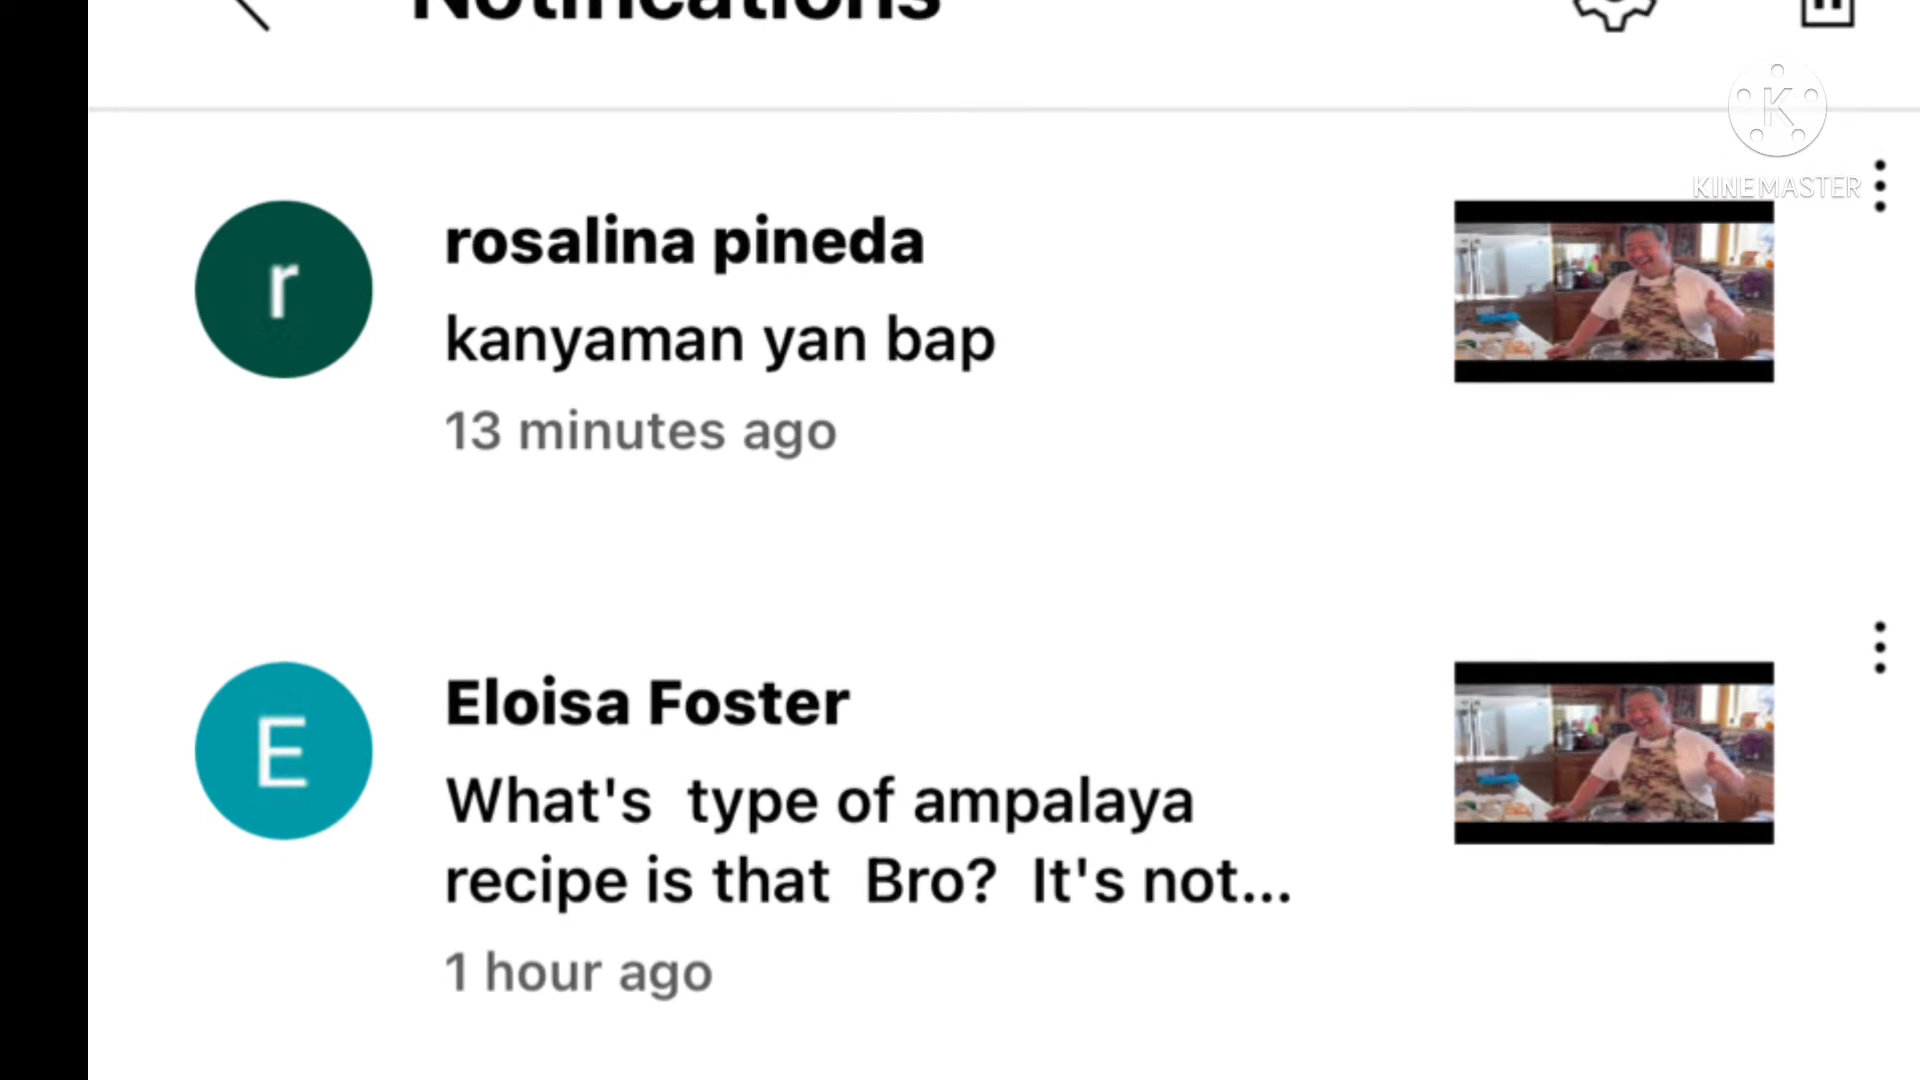 Notifications
K
KINEMASTER
r
rosalina pineda
kanyaman yan bap
13 minutes ago
E
Eloisa Foster
What's type of ampalaya
recipe is that Bro? It's not...
1 hour ago